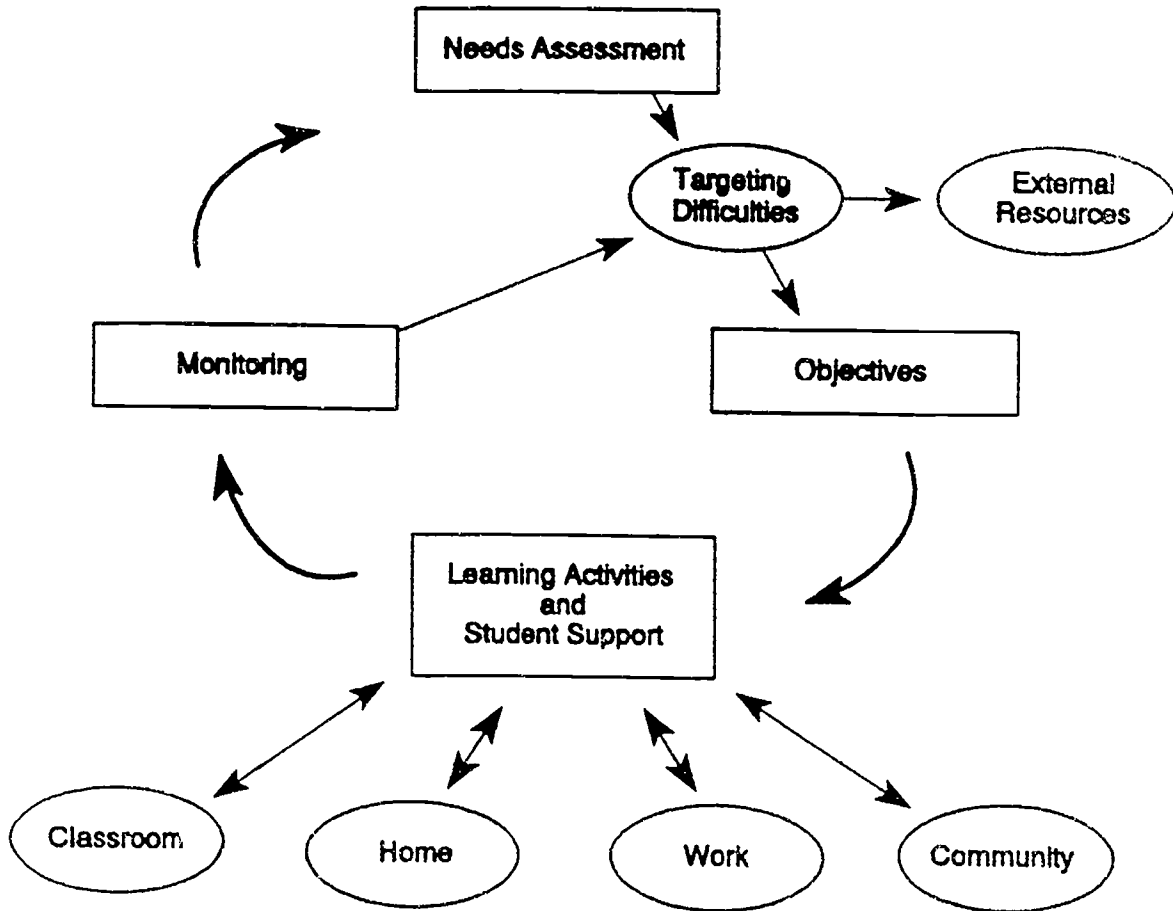 Needs Assessment
Targeting
Difficulties
External
Resources
Monitoring
Objectives
Learning Activities
and
Student Support
Classroom
Home
Work
Community